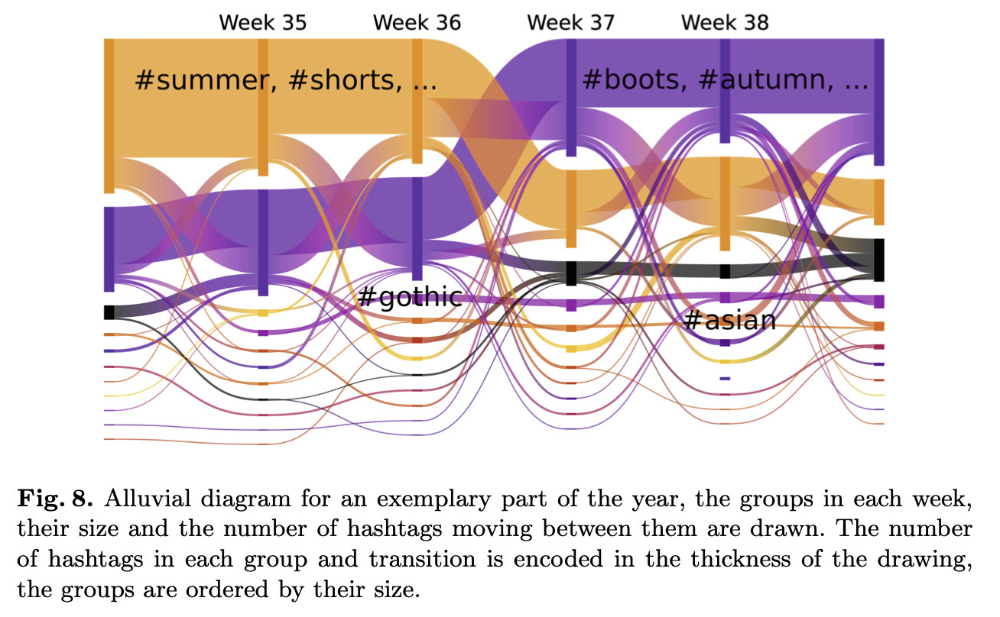 Week 35 Week 36 Week 37 Week 38
#summer, #shorts, ... #boots, #autumn, ...
#gothic
#asian
Fig. 8. Alluvial diagram for an exemplary part of the year, the groups in each week,
their size and the number of hashtags moving between them are drawn. The number
of hashtags in each group and transition is encoded in the thickness of the drawing,
the groups are ordered by their size.